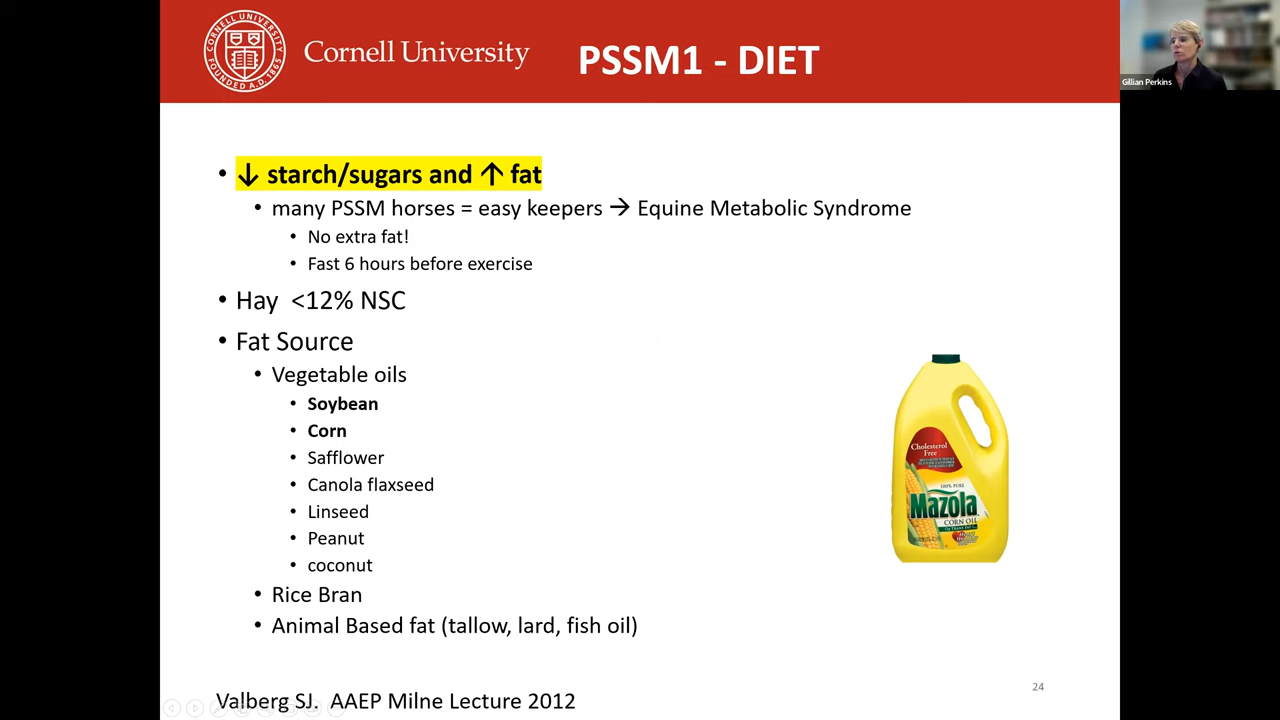 Cornell University
PSSM1 - DIET
Gillian Perkins
• ↓ starch/sugars and ↑ fat
• many PSSM horses = easy keepers → Equine Metabolic Syndrome
• No extra fat!
• Fast 6 hours before exercise
• Hay <12% NSC
• Fat Source
• Vegetable oils
• Soybean
• Corn
• Safflower
• Canola flaxseed
• Linseed
• Peanut
• coconut
• Rice Bran
• Animal Based fat (tallow, lard, fish oil)
Cholesterol
Free
100% PURE
Mazola
CORN OIL
24
Valberg SJ. AAEP Milne Lecture 2012